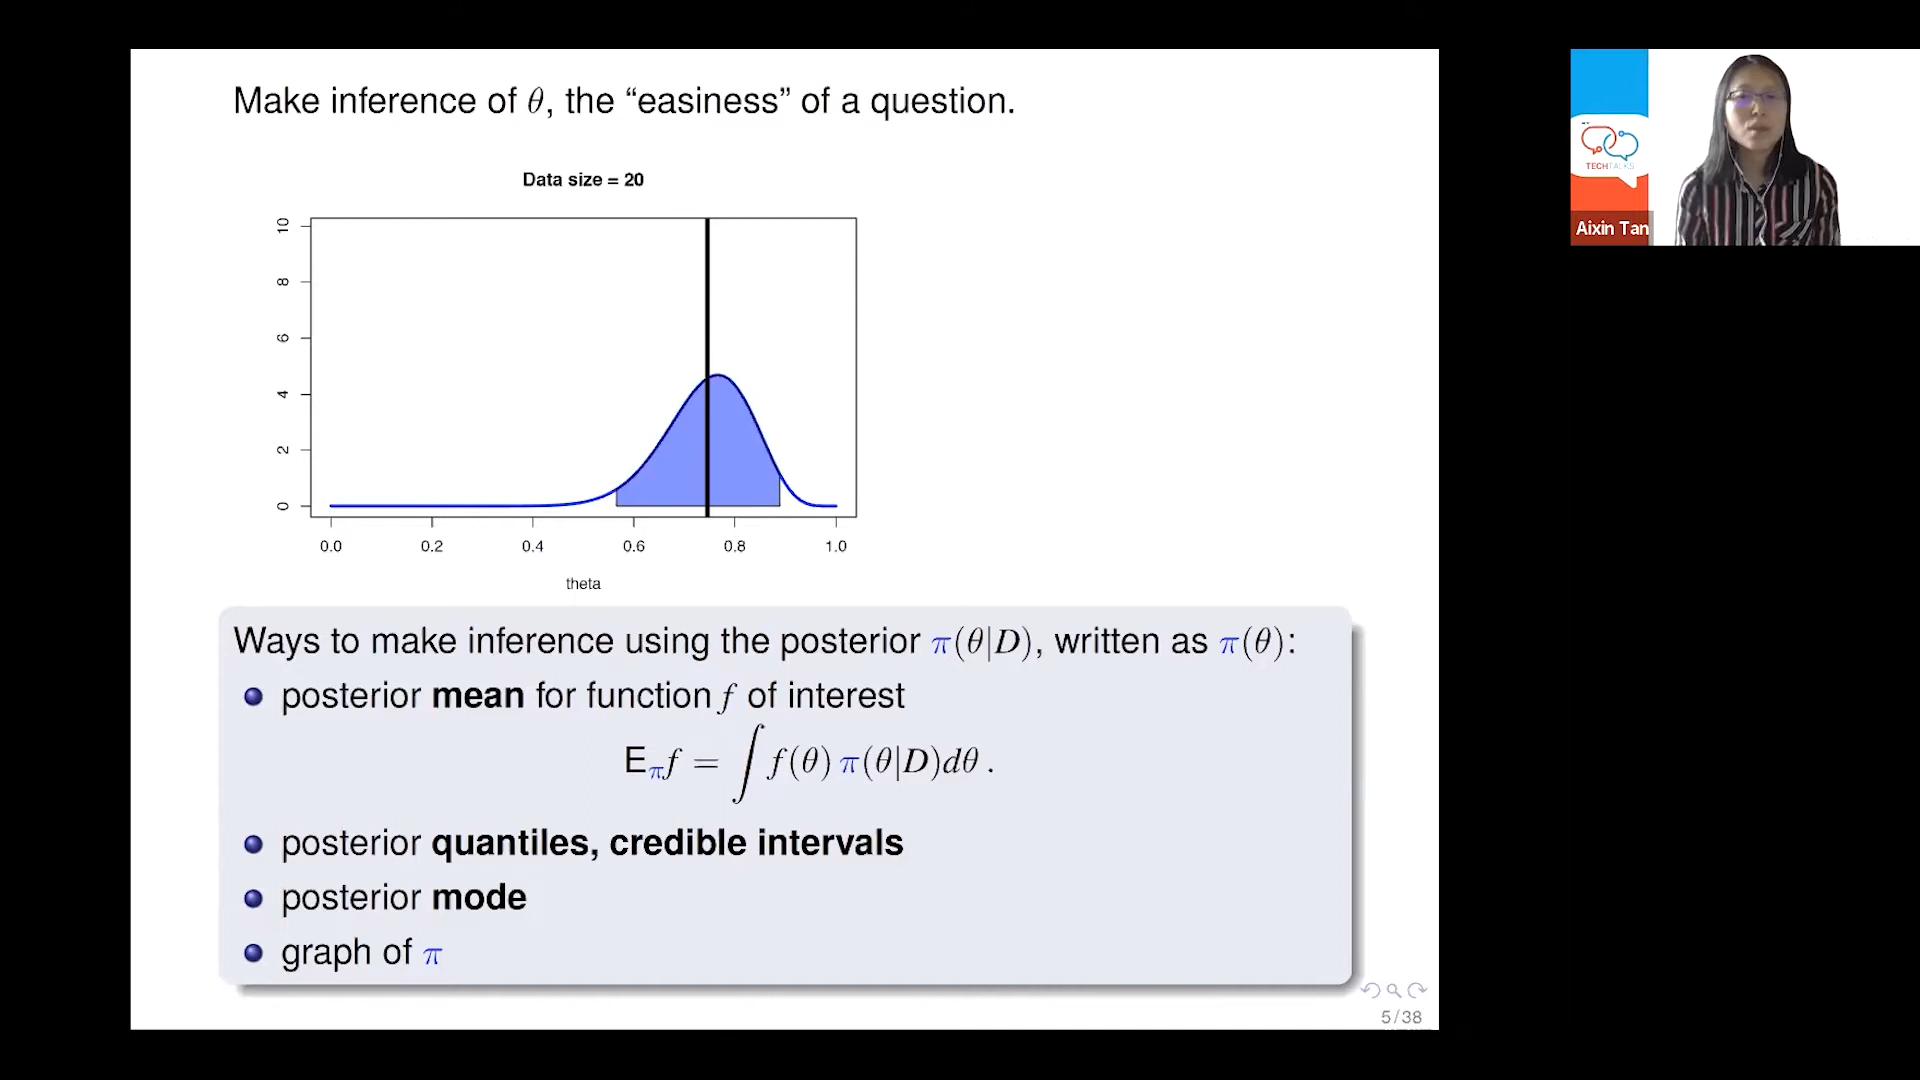 Make inference of θ, the “easiness” of a question.
Data size = 20
10
8
6
4
2
0
0.0 0.2 0.4 0.6 0.8 1.0
theta
Ways to make inference using the posterior π(θ|D), written as π(θ):
posterior mean for function f of interest
E_π f = ∫ f(θ) π(θ|D)dθ .
posterior quantiles, credible intervals
posterior mode
graph of π
5/38
TECHTALKS
Aixin Tan